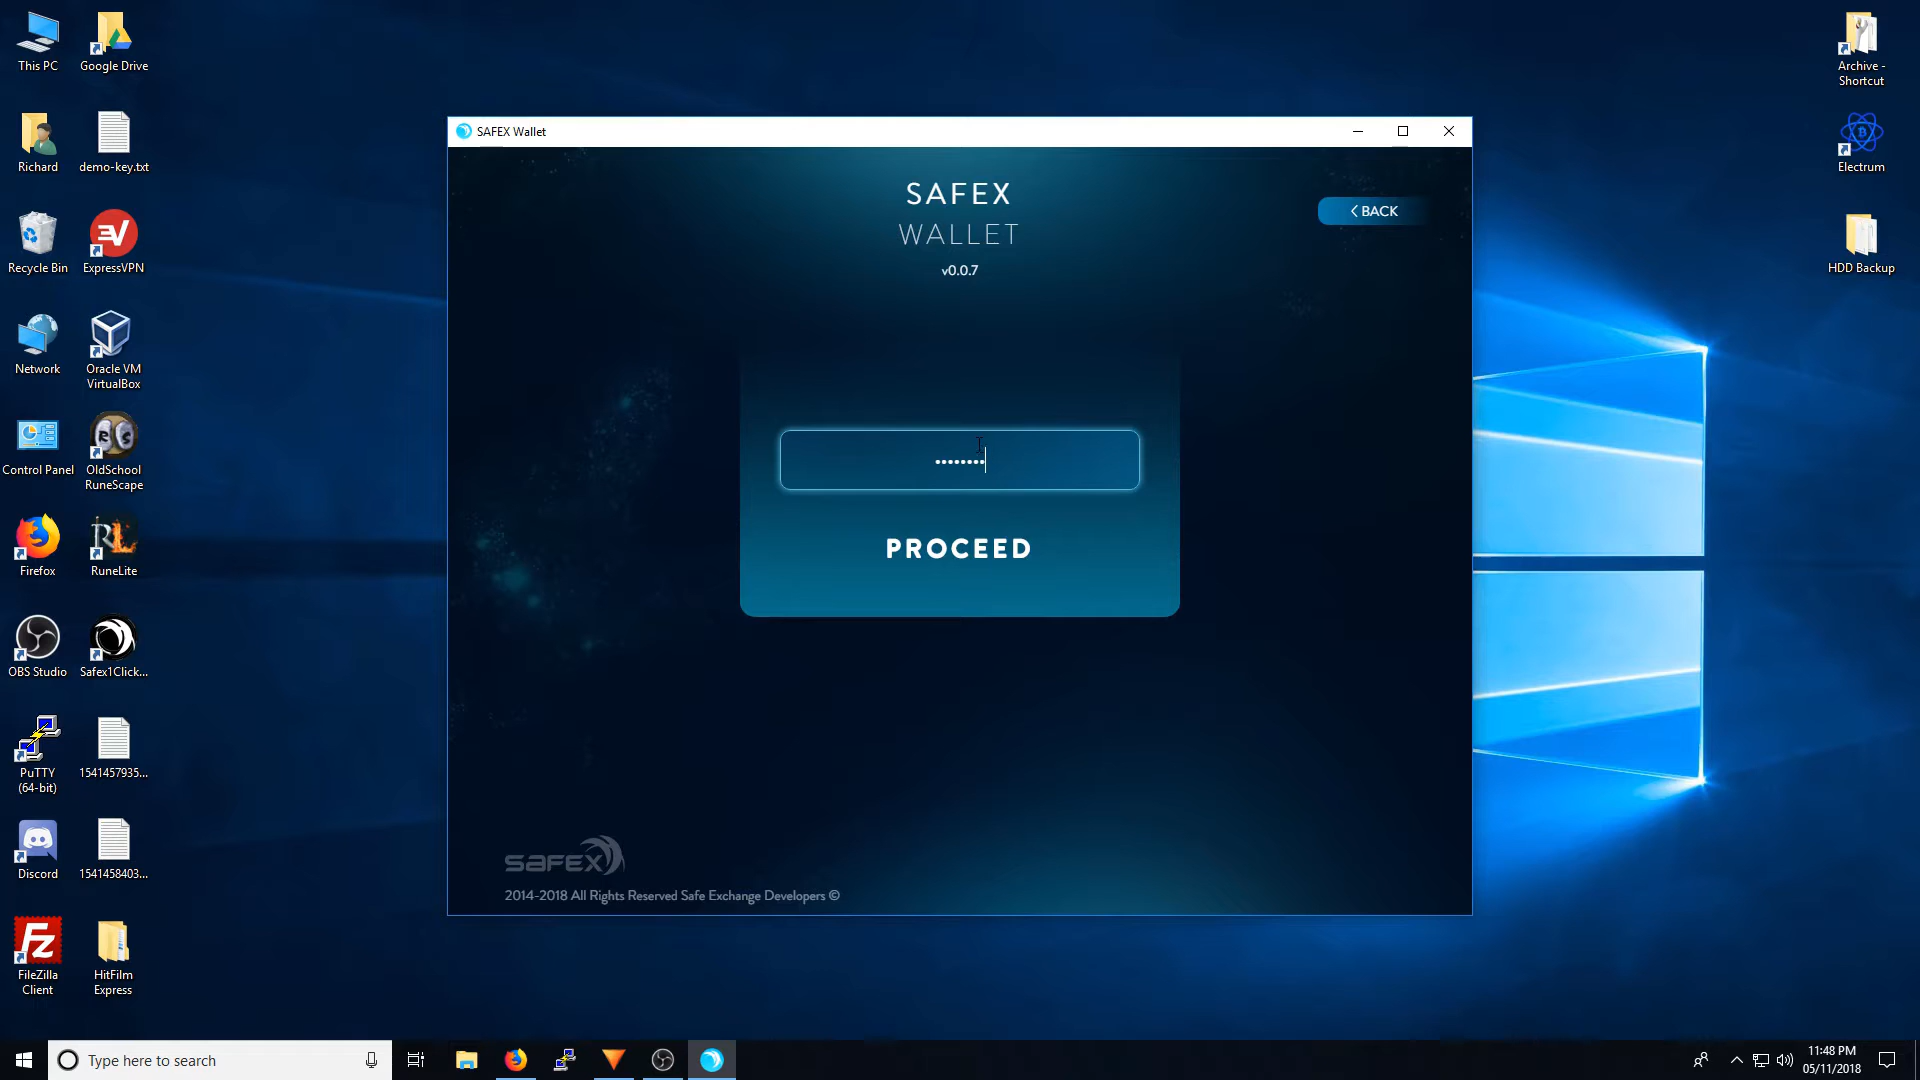 This PC
Google Drive
Richard
demo-key.txt
Recycle Bin
ExpressVPN
Network
Oracle VM
VirtualBox
Control Panel
OldSchool
RuneScape
Firefox
RuneLite
OBS Studio
Safex1Click...
PuTTY
(64-bit)
1541457935...
Discord
1541458403...
FileZilla
Client
HitFilm
Express
SAFEX Wallet
SAFEX
WALLET
v0.0.7
BACK
PROCEED
SAFEX
2014-2018 All Rights Reserved Safe Exchange Developers ©
Archive -
Shortcut
Electrum
HDD Backup
Type here to search
11:48 PM
05/11/2018